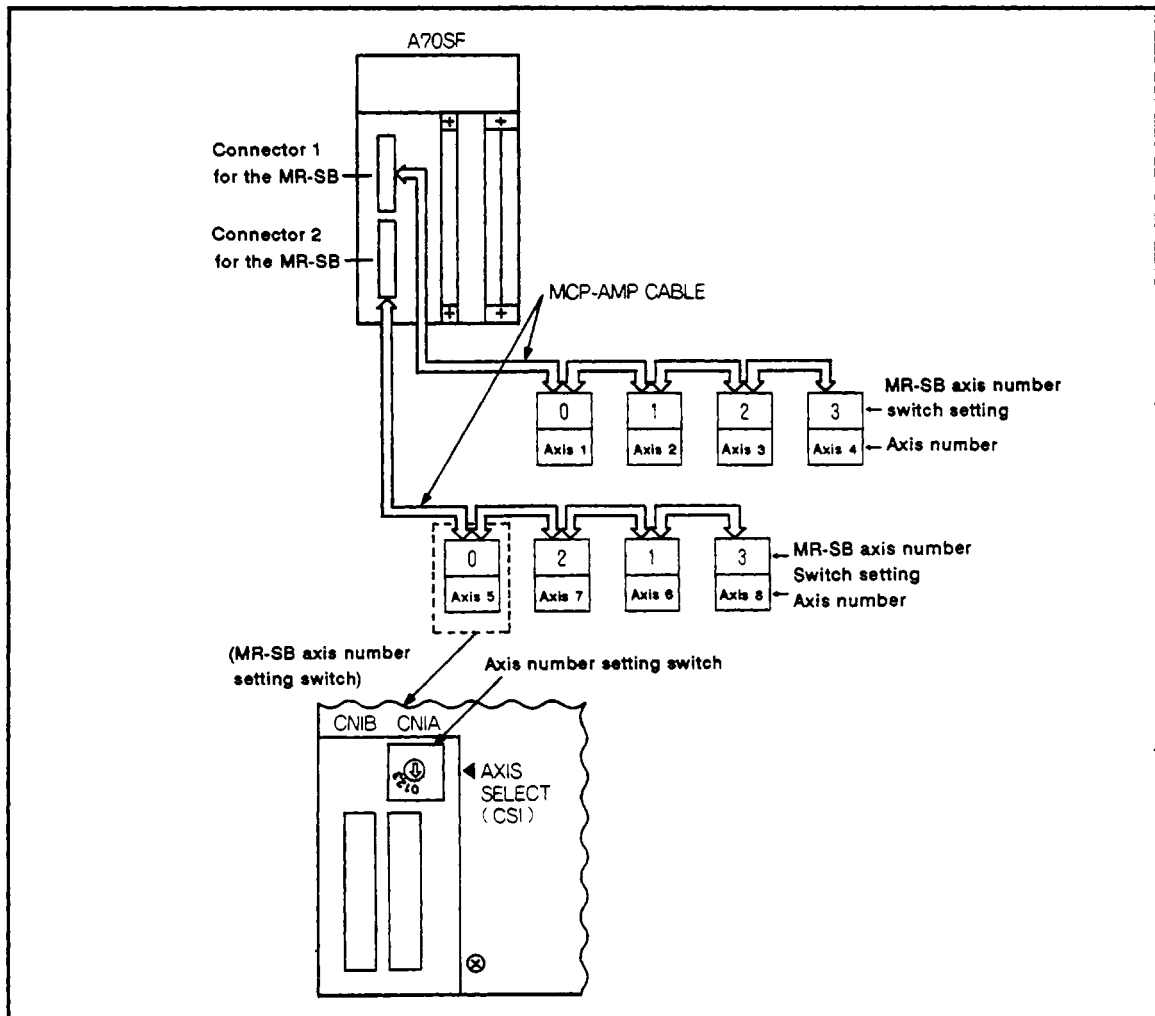 A70SF
Connector 1
for the MR-SB
Connector 2
for the MR-SB
MCP-AMP CABLE
0 1 2 3
MR-SB axis number
switch setting
Axis 1 Axis 2 Axis 3 Axis 4
Axis number
0 2 1 3
MR-SB axis number
Switch setting
Axis 5 Axis 7 Axis 6 Axis 8
Axis number
(MR-SB axis number
setting switch)
Axis number setting switch
CNIB CNIA
AXIS
SELECT
(CSI)